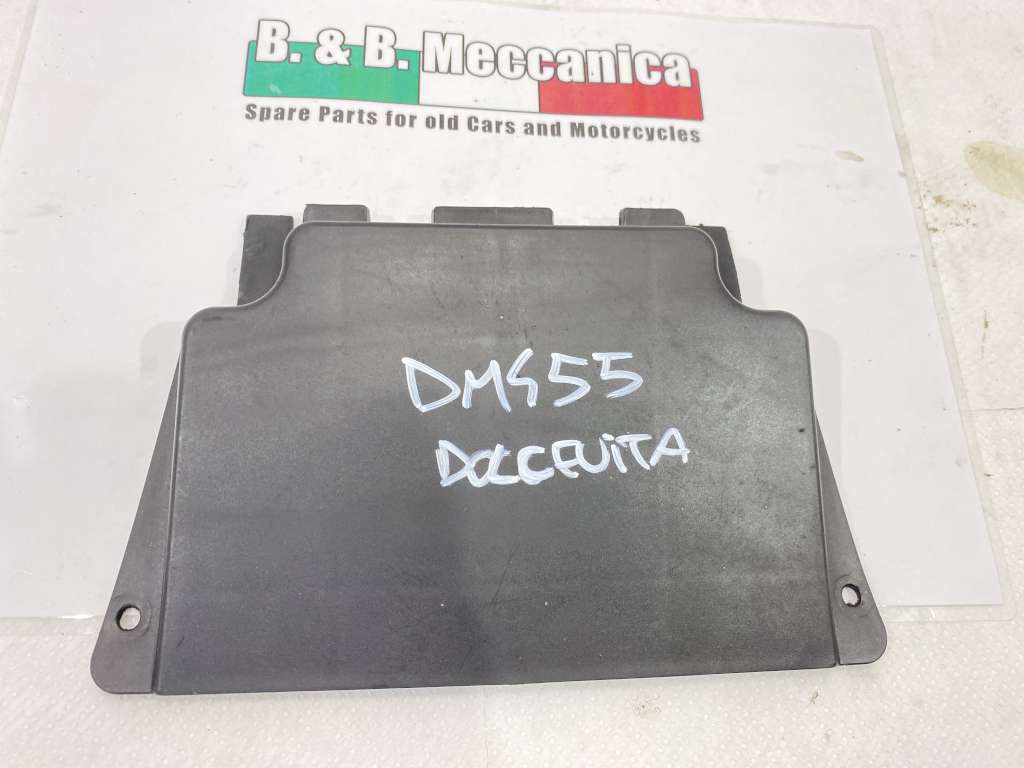 B. & B. Meccanica
Spare Parts for old Cars and Motorcycles
DM455
DOLCEVITA